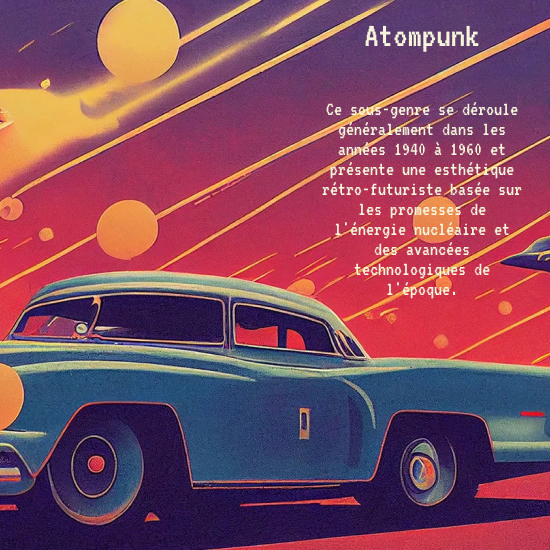 Atompunk
Ce sous-genre se déroule
généralement dans les
années 1940 à 1960 et
présente une esthétique
rétro-futuriste basée sur
les promesses de
l'énergie nucléaire et
des avancées
technologiques de
l'époque.